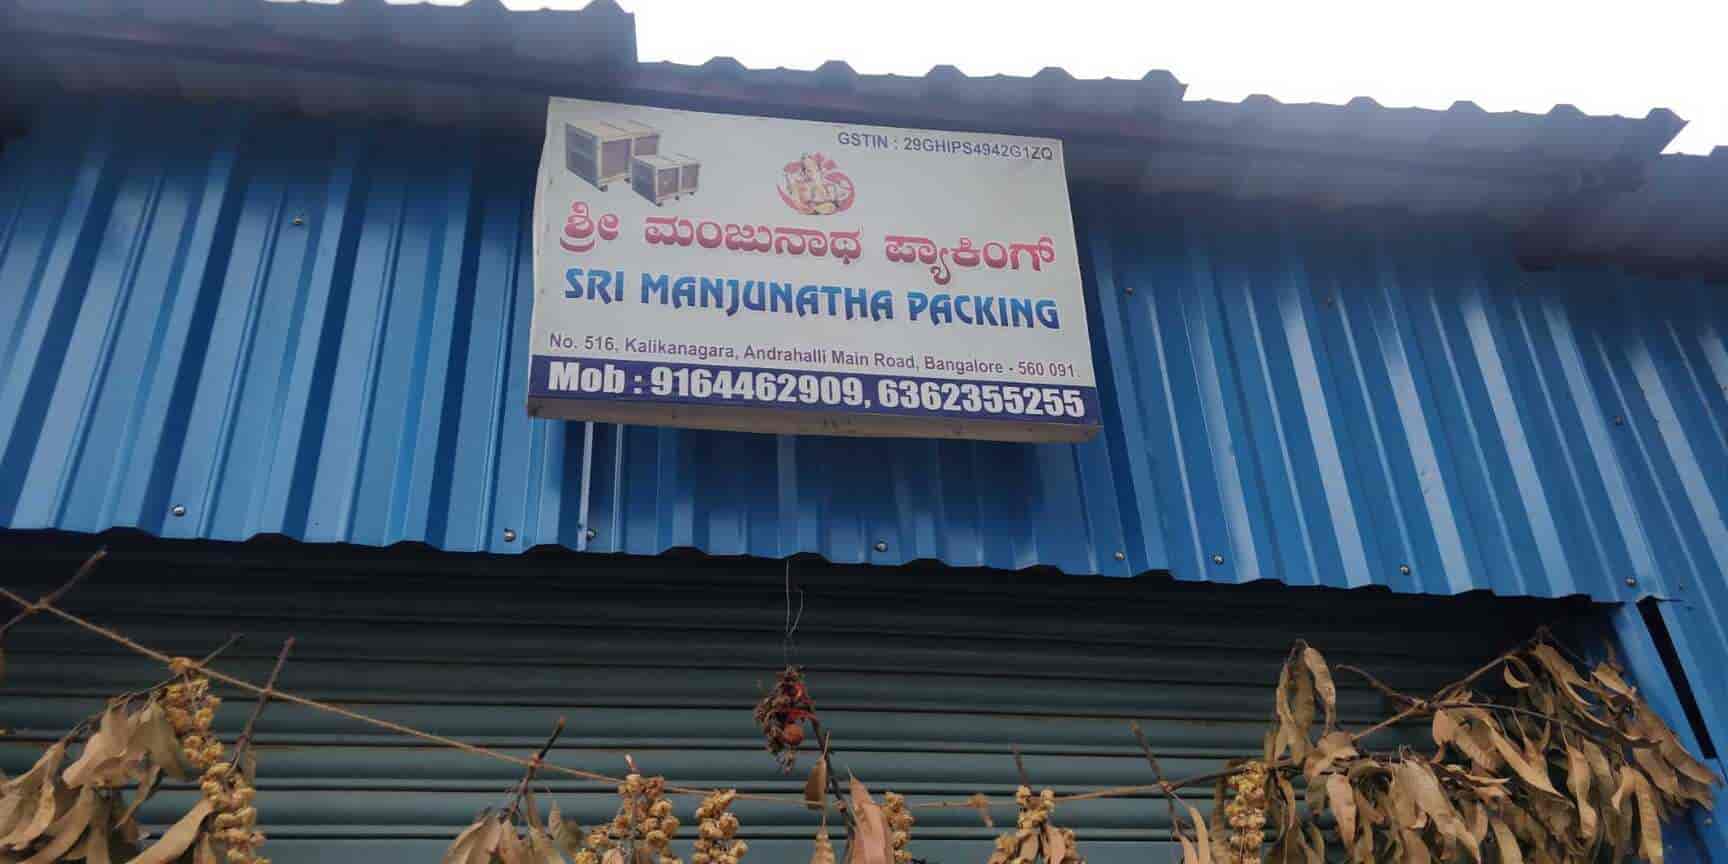 GSTIN : 29GHIPS4942G1ZQ
ಶ್ರೀ ಮಂಜುನಾಥ ಪ್ಯಾಕಿಂಗ್
SRI MANJUNATHA PACKING
No. 516, Kalikanagara, Andrahalli Main Road, Bangalore - 560 091.
Mob : 9164462909, 6362355255